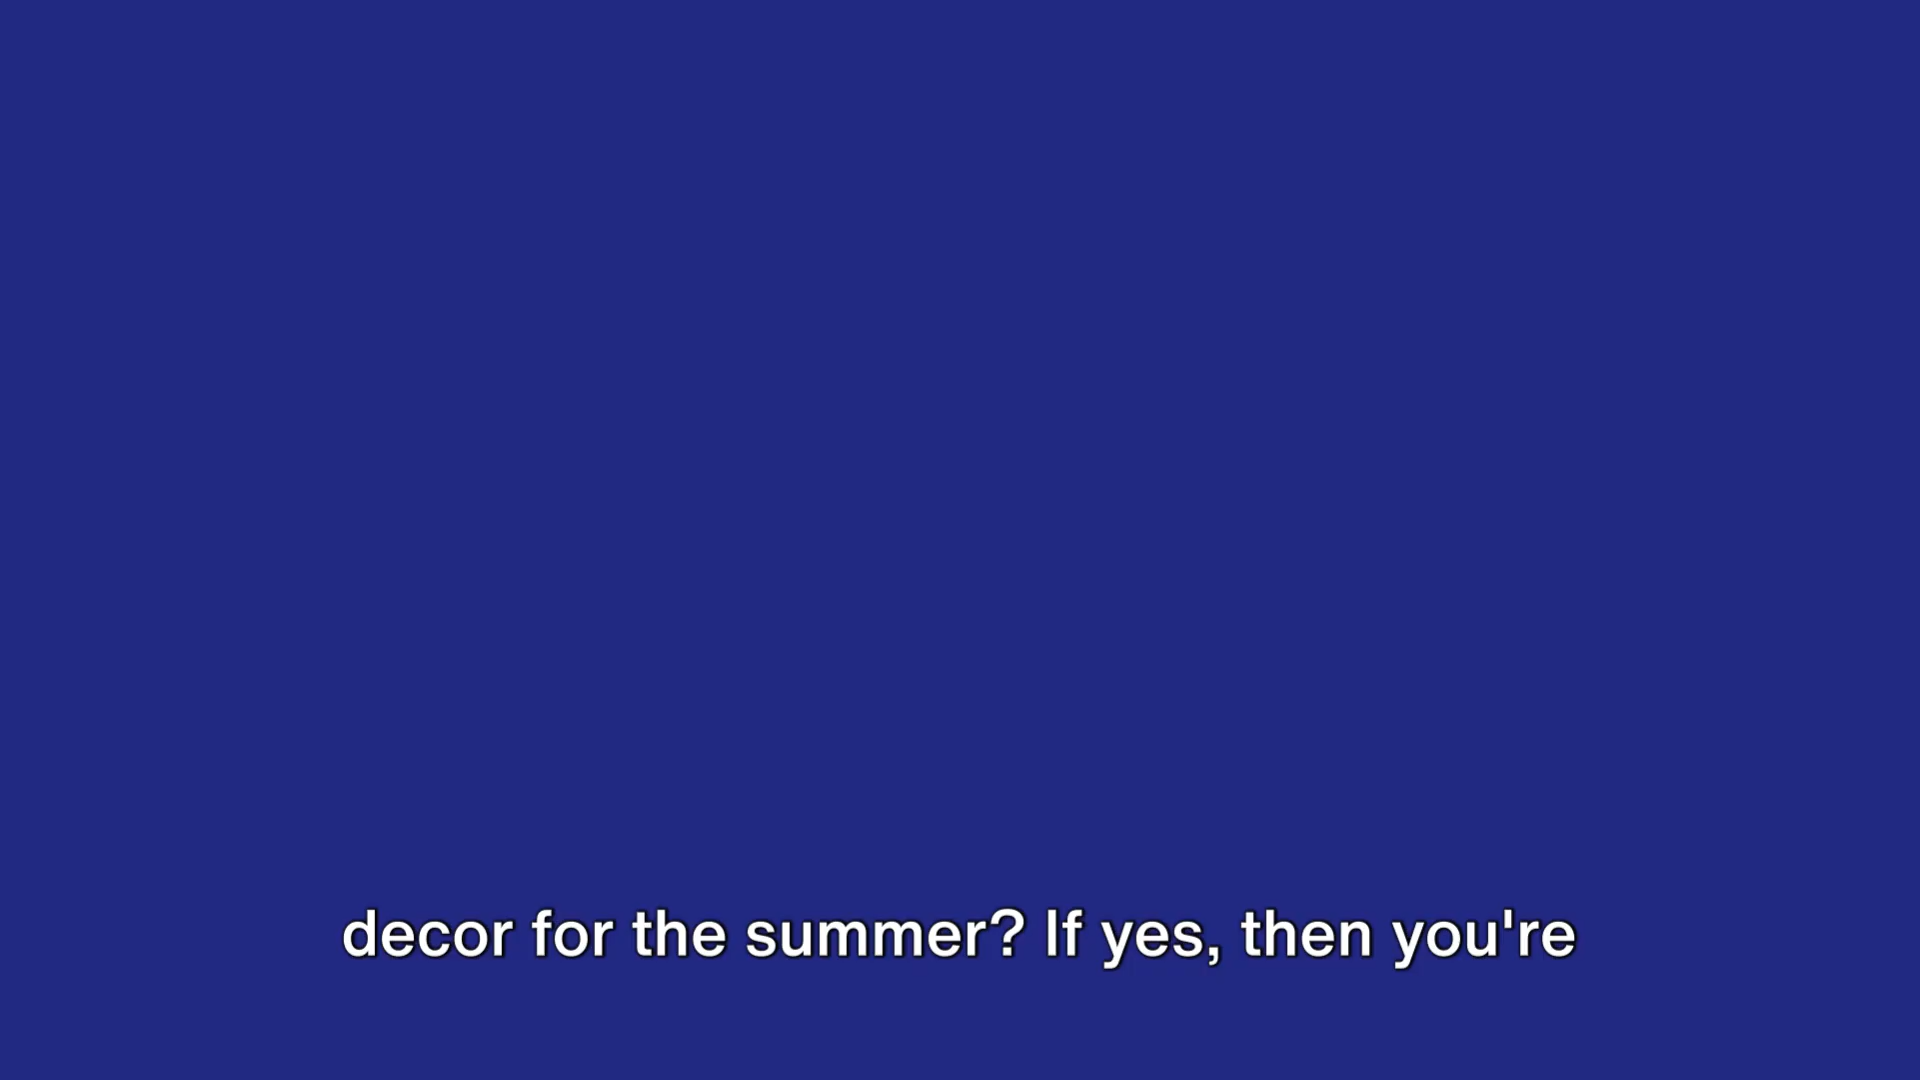 decor for the summer? If yes, then you're